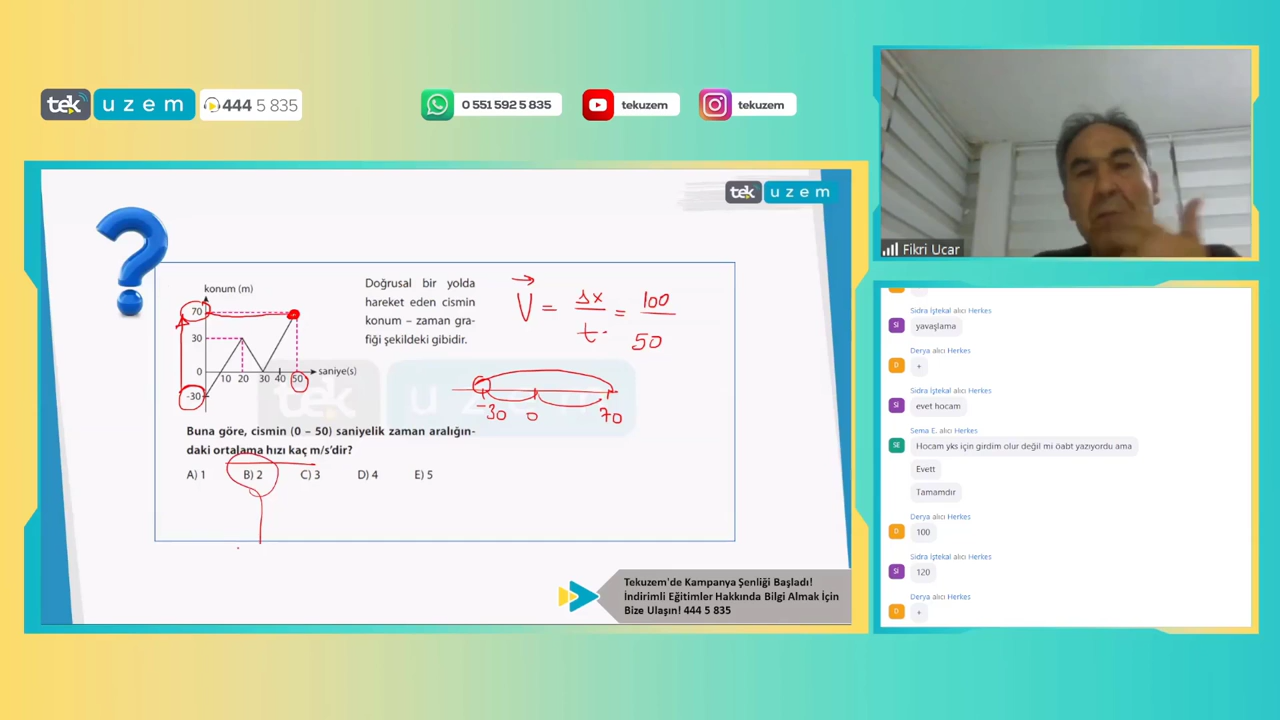 tek uzem 444 5 835
0 551 592 5 835
tekuzem
tekuzem
tek uzem
konum (m)
70
30
0
-30
10 20 30 40 50
saniye(s)
Doğrusal bir yolda
hareket eden cismin
konum – zaman gra-
fiği şekildeki gibidir.
V = Δx / t = 100 / 50
-30 0 70
Buna göre, cismin (0 – 50) saniyelik zaman aralığın-
daki ortalama hızı kaç m/s'dir?
A) 1 B) 2 C) 3 D) 4 E) 5
tek uzem
Tekuzem'de Kampanya Şenliği Başladı!
İndirimli Eğitimler Hakkında Bilgi Almak İçin
Bize Ulaşın! 444 5 835
Fikri Ucar
Sidra İştekal alıcı Herkes
Sİ yavaşlama
Derya alıcı Herkes
D +
Sidra İştekal alıcı Herkes
Sİ evet hocam
Sema E. alıcı Herkes
SE Hocam yks için girdim olur değil mi öabt yazıyordu ama
Evett
Tamamdır
Derya alıcı Herkes
D 100
Sidra İştekal alıcı Herkes
Sİ 120
Derya alıcı Herkes
D +